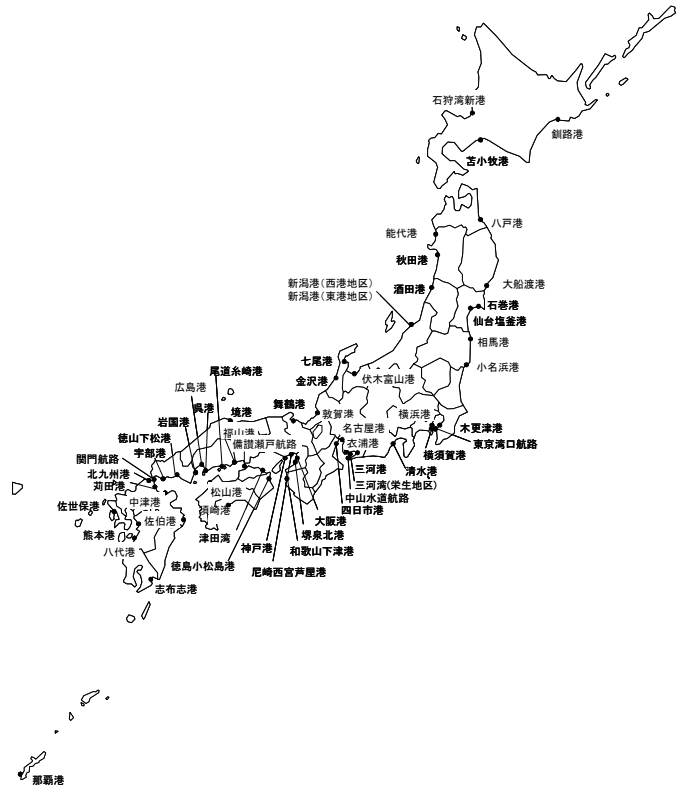 石狩湾新港
釧路港
苫小牧港
八戸港
能代港
秋田港
新潟港(西港地区)
新潟港(東港地区)
酒田港
大船渡港
石巻港
仙台塩釜港
相馬港
小名浜港
七尾港
金沢港
伏木富山港
尾道糸崎港
広島港
呉港
境港
舞鶴港
敦賀港
横浜港
岩国港
名古屋港
木更津港
徳山下松港
福山港
備讃瀬戸航路
衣浦港
東京湾口航路
宇部港
横須賀港
関門航路
三河港
清水港
北九州港
三河湾(栄生地区)
苅田港
松山港
中山水道航路
中津港
須崎港
四日市港
佐世保港
佐伯港
大阪港
熊本港
津田湾
堺泉北港
神戸港
和歌山下津港
八代港
徳島小松島港
尼崎西宮芦屋港
志布志港
那覇港